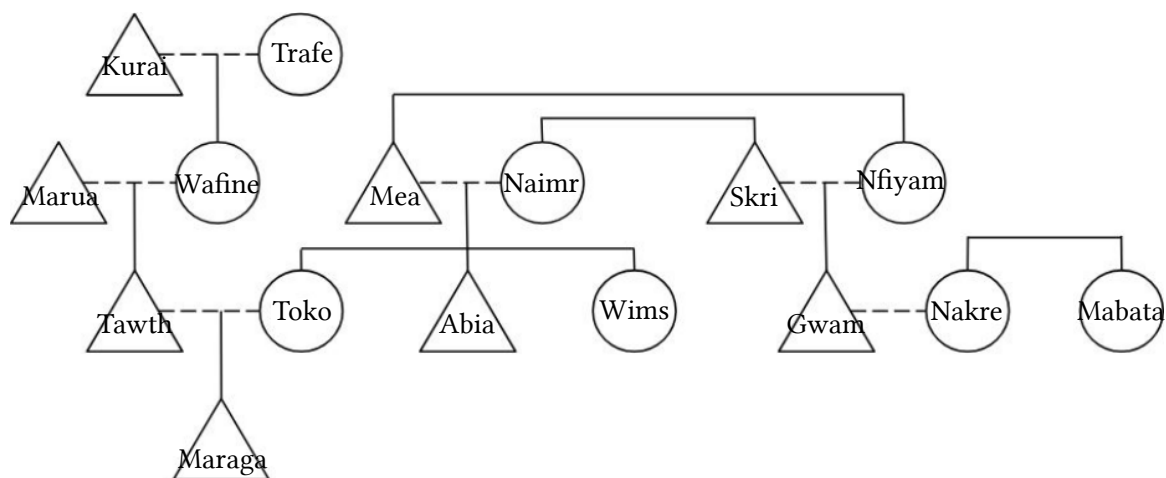 Kurai
Trafe
Marua
Wafine
Mea
Naimr
Skri
Nfiyam
Tawth
Toko
Abia
Wims
Gwam
Nakre
Mabata
Maraga